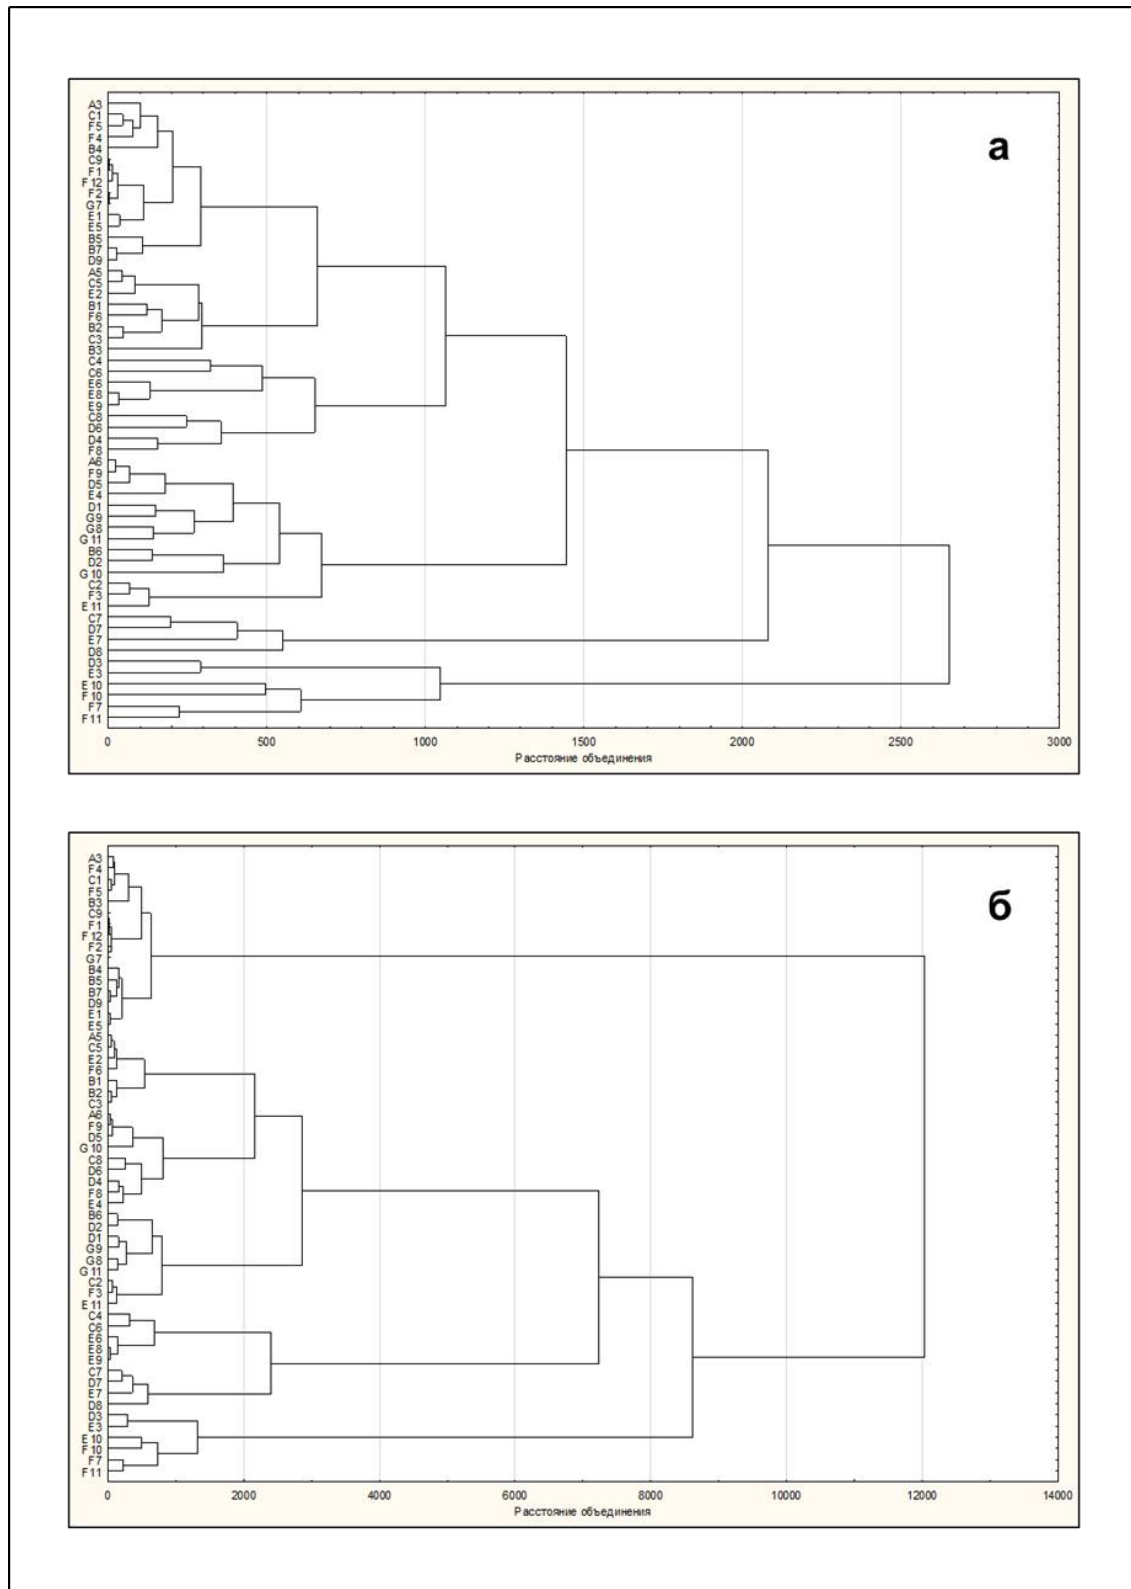 а
A3
C1
F5
F4
B4
C9
F1
F 12
F2
G7
E1
E5
B5
B7
D9
A5
C5
E2
B1
F6
B2
C3
B3
C4
C6
E6
E8
E9
C8
D6
D4
F8
A6
F9
D5
E4
D1
G9
G8
G 11
B6
D2
G 10
C2
F3
E 11
C7
D7
E7
D8
D3
E3
E 10
F 10
F7
F11
0 500 1000 1500 2000 2500 3000
Расстояние объединения
б
A3
F4
C1
F5
B3
C9
F1
F 12
F2
G7
B4
B5
B7
D9
E1
E5
A5
C5
E2
F6
B1
B2
C3
A6
F9
D5
G 10
C8
D6
D4
F8
E4
B6
D2
D1
G9
G8
G 11
C2
F3
E 11
C4
C6
E6
E8
E9
C7
D7
E7
D8
D3
E3
E 10
F 10
F7
F11
0 2000 4000 6000 8000 10000 12000 14000
Расстояние объединения